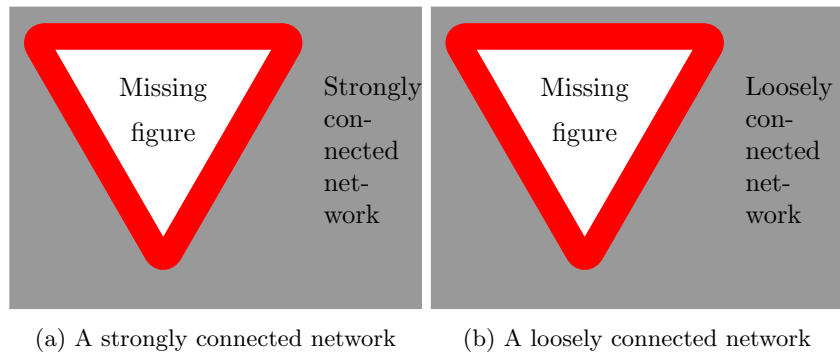 Missing
figure
Strongly
con-
nected
net-
work
(a) A strongly connected network
Missing
figure
Loosely
con-
nected
net-
work
(b) A loosely connected network